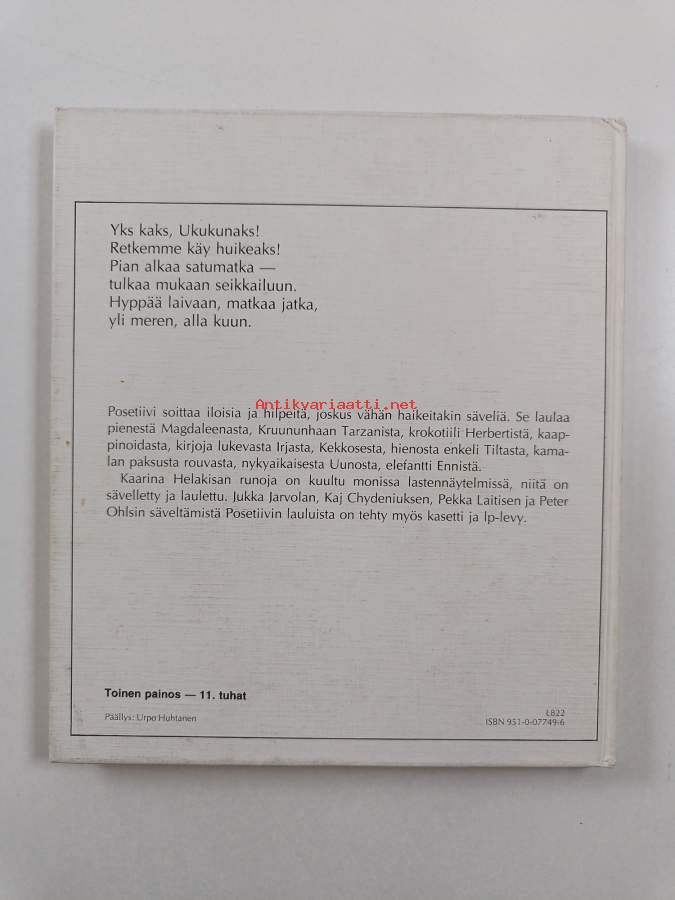 Yks kaks, Ukukunaks!
Retkemme käy huikeaks!
Pian alkaa satumatka —
tulkaa mukaan seikkailuun.
Hyppää laivaan, matkaa jatka,
yli meren, alla kuun.
Antikvariaatti.net
Posetiivi soittaa iloisia ja hilpeitä, joskus vähän haikeitakin säveliä. Se laulaa
pienestä Magdaleenasta, Kruununhaan Tarzanista, krokotiili Herbertistä, kaap-
pinoidasta, kirjoja lukevasta Irjasta, Kekkosesta, hienosta enkeli Tiltasta, kama-
lan paksusta rouvasta, nykyaikaisesta Uunosta, elefantti Ennistä.
Kaarina Helakisan runoja on kuultu monissa lastennäytelmissä, niitä on
sävelletty ja laulettu. Jukka Jarvolan, Kaj Chydeniuksen, Pekka Laitisen ja Peter
Ohlsin säveltämistä Posetiivin lauluista on tehty myös kasetti ja lp-levy.
Toinen painos — 11. tuhat
Päällys: Urpo Huhtanen
L822
ISBN 951-0-07749-6